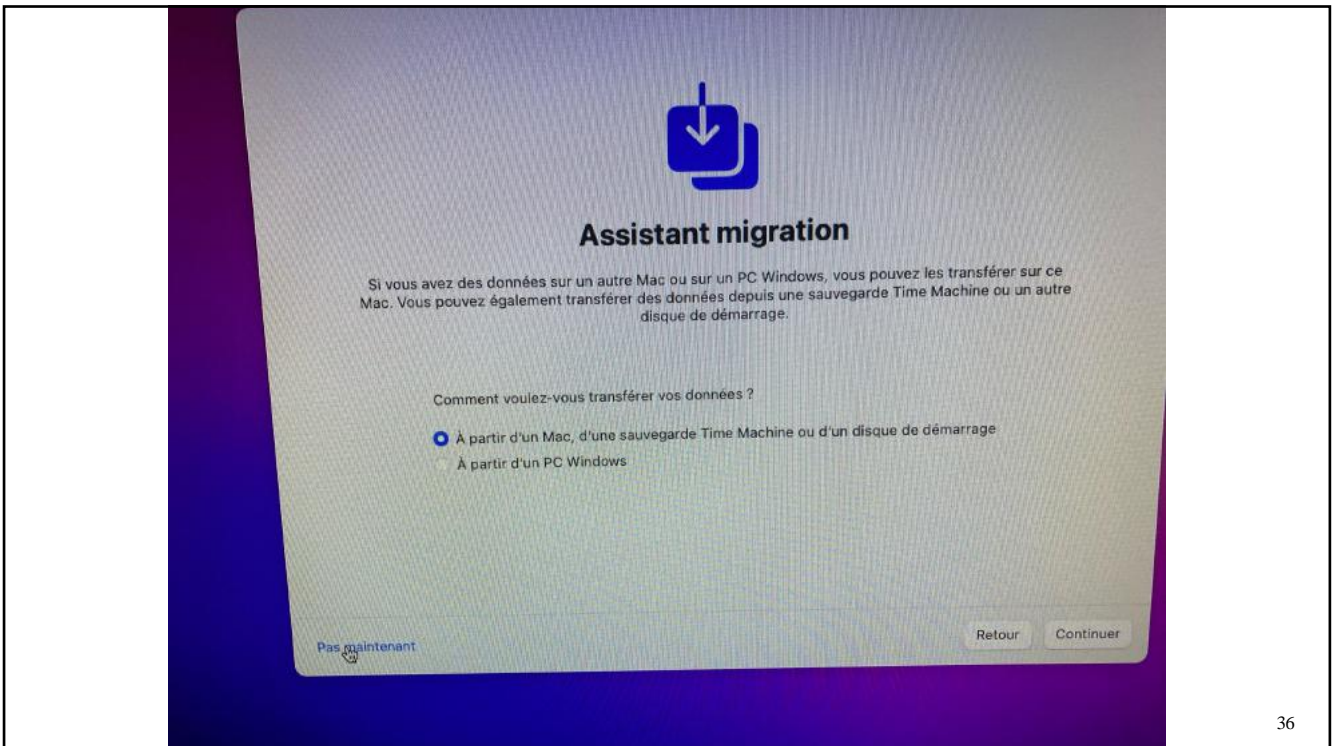 Assistant migration
Si vous avez des données sur un autre Mac ou sur un PC Windows, vous pouvez les transférer sur ce
Mac. Vous pouvez également transférer des données depuis une sauvegarde Time Machine ou un autre
disque de démarrage.
Comment voulez-vous transférer vos données ?
À partir d'un Mac, d'une sauvegarde Time Machine ou d'un disque de démarrage
À partir d'un PC Windows
Pas maintenant
Retour
Continuer
36